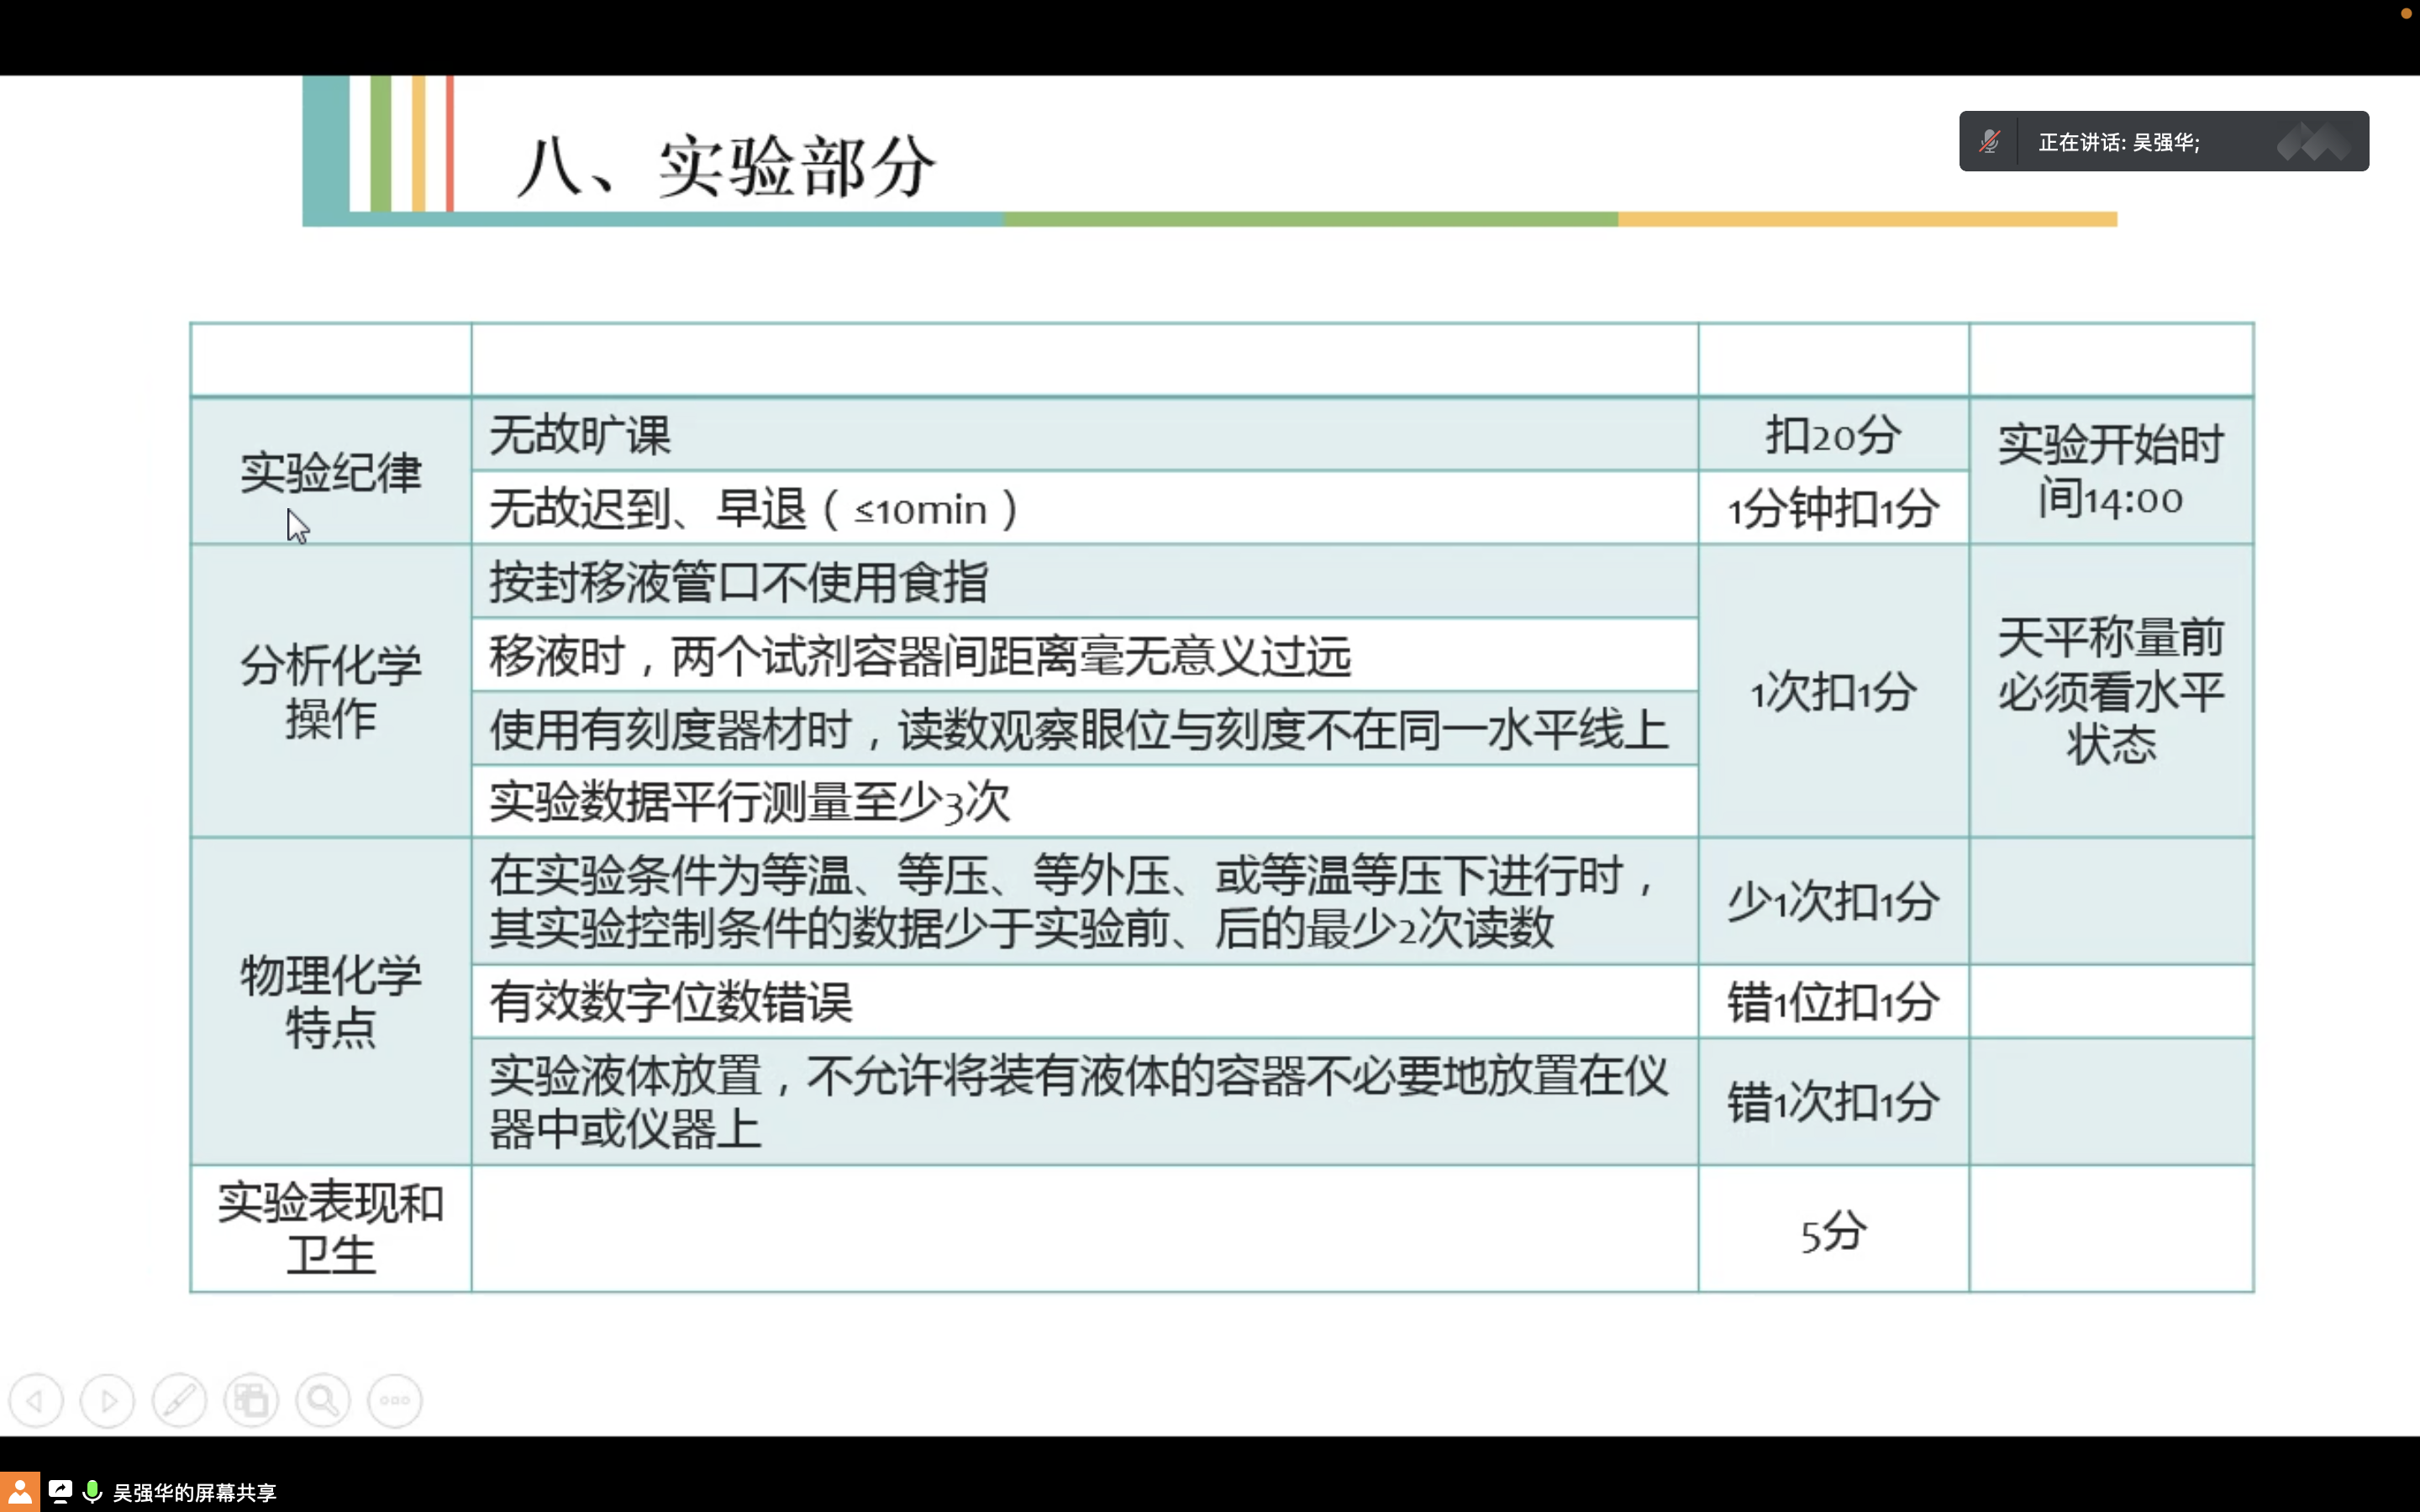 八、实验部分
正在讲话: 吴强华;
实验纪律
无故旷课
扣20分
实验开始时
间14:00
无故迟到、早退（ ≤10min ）
1分钟扣1分
分析化学
操作
按封移液管口不使用食指
移液时，两个试剂容器间距离毫无意义过远
使用有刻度器材时，读数观察眼位与刻度不在同一水平线上
实验数据平行测量至少3次
1次扣1分
天平称量前
必须看水平
状态
物理化学
特点
在实验条件为等温、等压、等外压、或等温等压下进行时，
其实验控制条件的数据少于实验前、后的最少2次读数
少1次扣1分
有效数字位数错误
错1位扣1分
实验液体放置，不允许将装有液体的容器不必要地放置在仪
器中或仪器上
错1次扣1分
实验表现和
卫生
5分
吴强华的屏幕共享